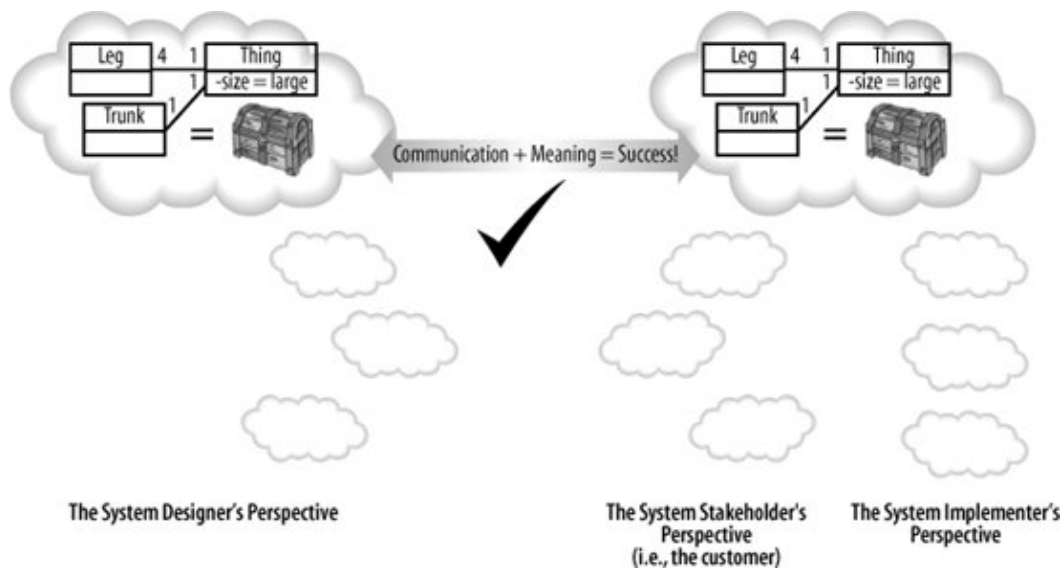 Leg 4 1 Thing
1 -size = large
Trunk 1
=
Leg 4 1 Thing
1 -size = large
Trunk 1
=
Communication + Meaning = Success!
The System Designer's Perspective
The System Stakeholder's
Perspective
(i.e., the customer)
The System Implementer's
Perspective